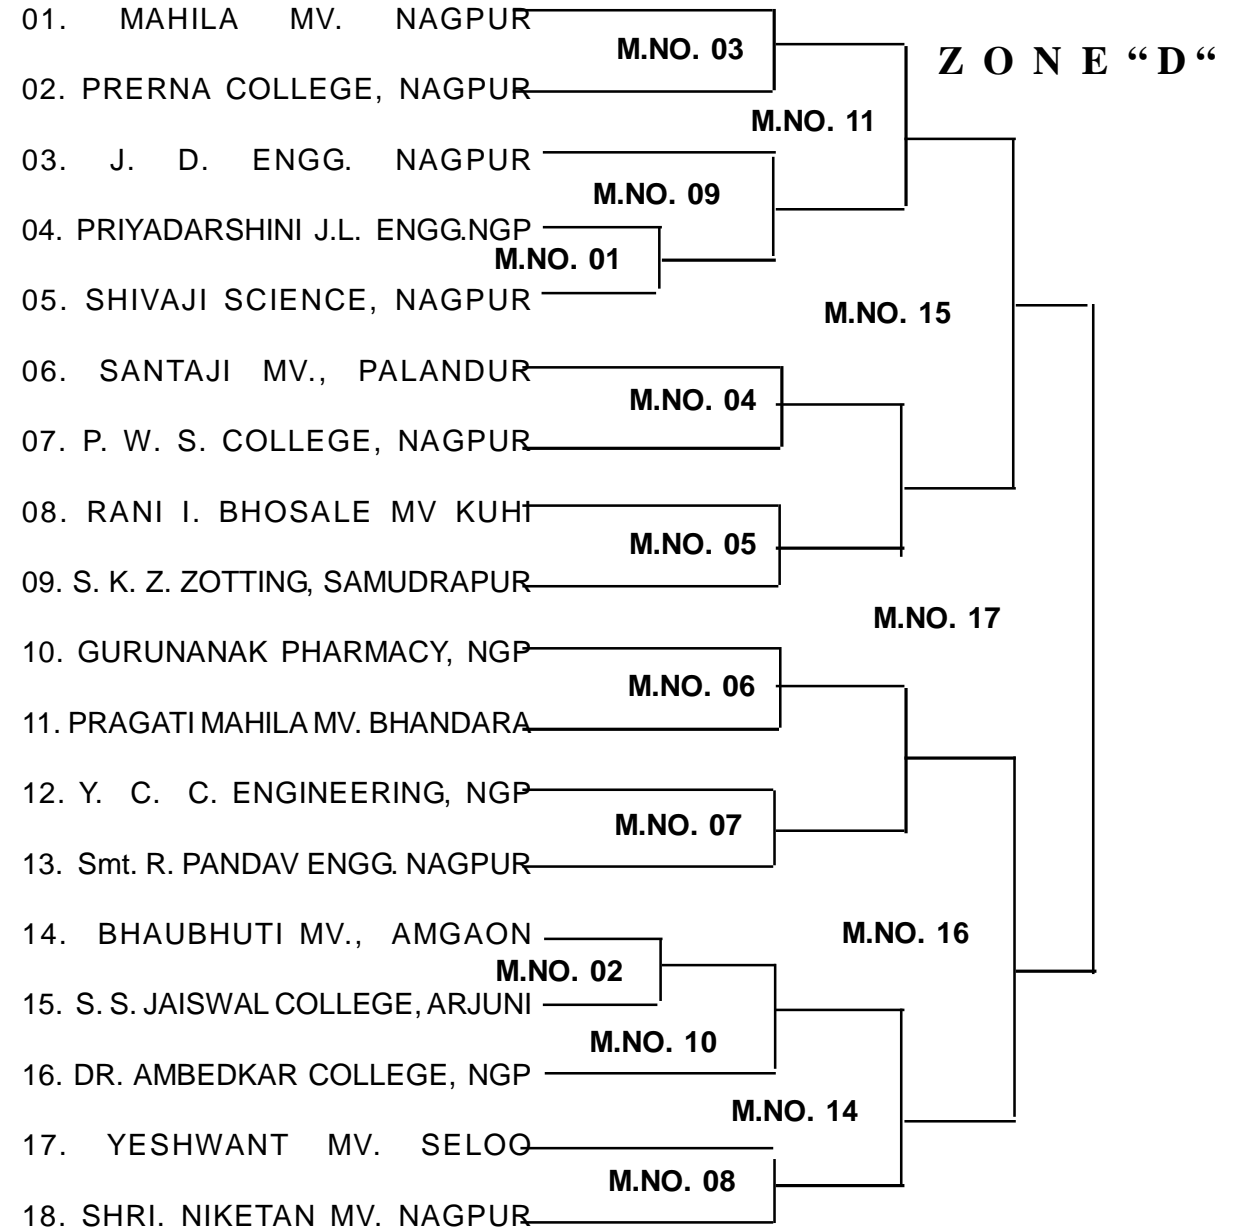 01. MAHILA MV. NAGPUR
M.NO. 03
Z O N E “D“
02. PRERNA COLLEGE, NAGPUR
M.NO. 11
03. J. D. ENGG. NAGPUR
M.NO. 09
04. PRIYADARSHINI J.L. ENGG.NGP
M.NO. 01
05. SHIVAJI SCIENCE, NAGPUR
M.NO. 15
06. SANTAJI MV., PALANDUR
M.NO. 04
07. P. W. S. COLLEGE, NAGPUR
08. RANI I. BHOSALE MV KUHI
M.NO. 05
09. S. K. Z. ZOTTING, SAMUDRAPUR
M.NO. 17
10. GURUNANAK PHARMACY, NGP
M.NO. 06
11. PRAGATI MAHILA MV. BHANDARA
12. Y. C. C. ENGINEERING, NGP
M.NO. 07
13. Smt. R. PANDAV ENGG. NAGPUR
14. BHAUBHUTI MV., AMGAON
M.NO. 16
M.NO. 02
15. S. S. JAISWAL COLLEGE, ARJUNI
M.NO. 10
16. DR. AMBEDKAR COLLEGE, NGP
M.NO. 14
17. YESHWANT MV. SELOO
M.NO. 08
18. SHRI. NIKETAN MV. NAGPUR